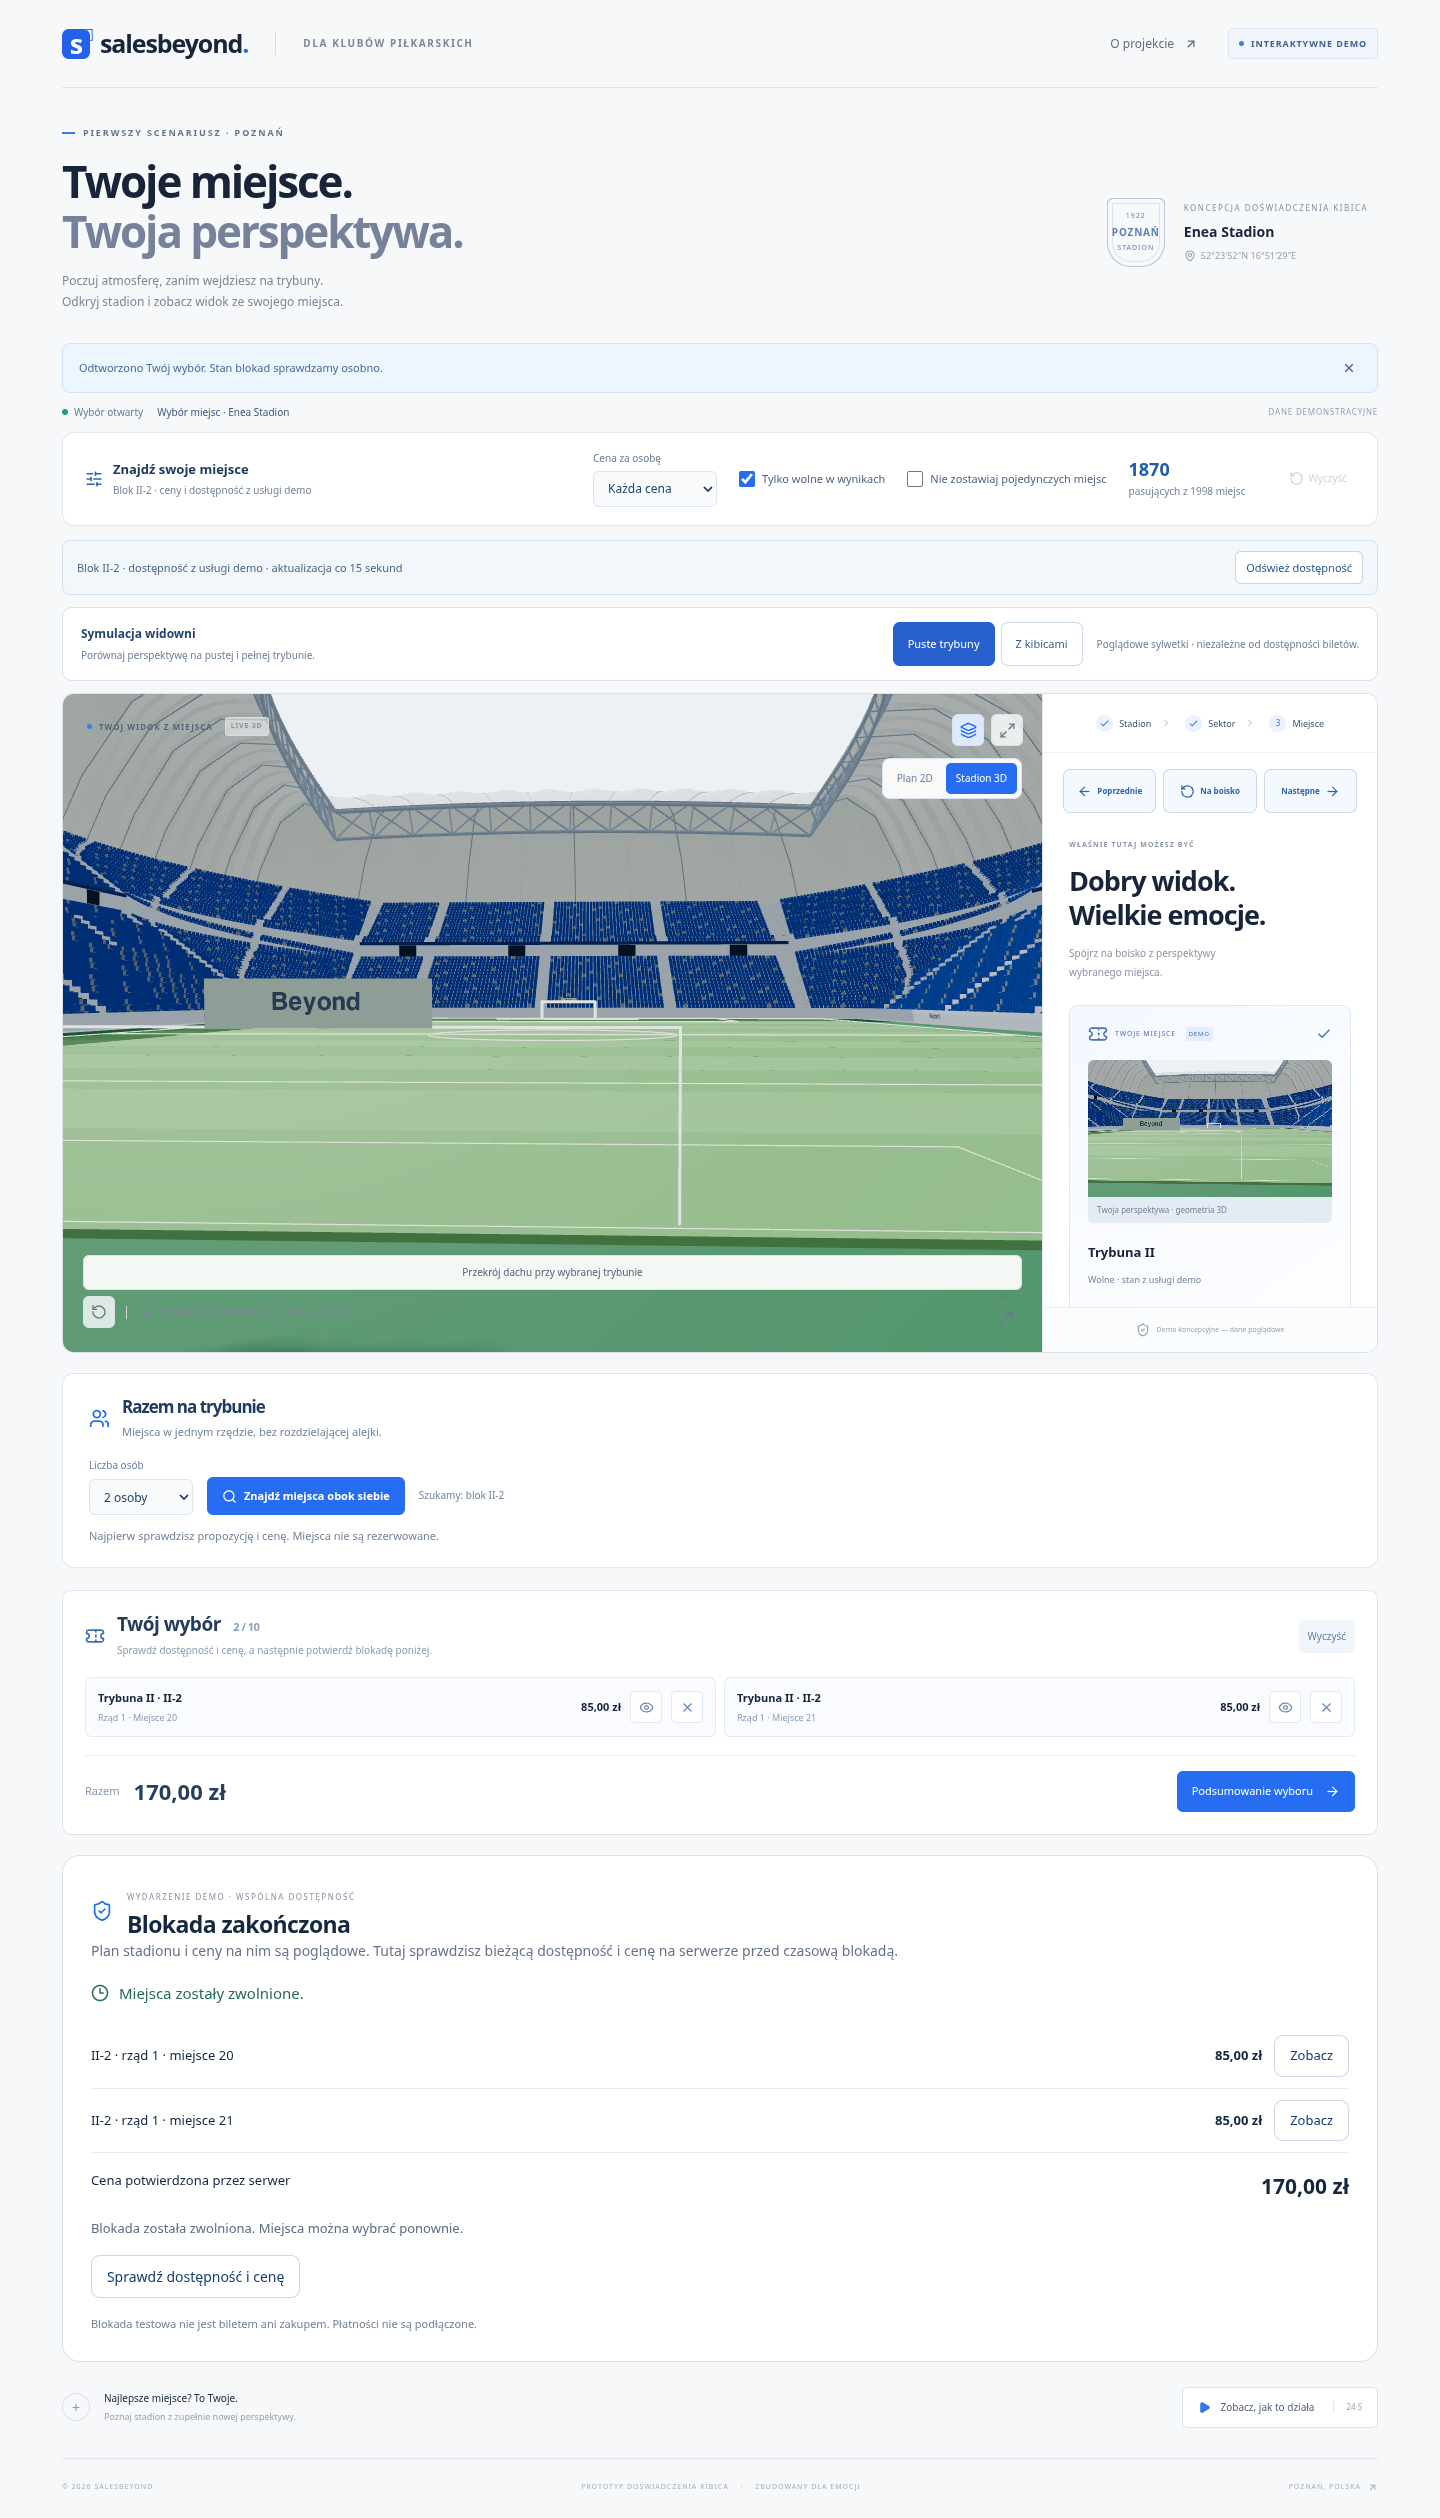 salesbeyond.
DLA KLUBÓW PIŁKARSKICH
O projekcie
INTERAKTYWNE DEMO
PIERWSZY SCENARIUSZ · POZNAŃ
Twoje miejsce.
Twoja perspektywa.
Poczuj atmosferę, zanim wejdziesz na trybuny.
Odkryj stadion i zobacz widok ze swojego miejsca.
1922
POZNAŃ
STADION
KONCEPCJA DOŚWIADCZENIA KIBICA
Enea Stadion
52°23′52″N 16°51′29″E
Odtworzono Twój wybór. Stan blokad sprawdzamy osobno.
Wybór otwarty
Wybór miejsc · Enea Stadion
DANE DEMONSTRACYJNE
Znajdź swoje miejsce
Blok II-2 · ceny i dostępność z usługi demo
Cena za osobę
Każda cena
Tylko wolne w wynikach
Nie zostawiaj pojedynczych miejsc
1870
pasujących z 1998 miejsc
Wyczyść
Blok II-2 · dostępność z usługi demo · aktualizacja co 15 sekund
Odśwież dostępność
Symulacja widowni
Porównaj perspektywę na pustej i pełnej trybunie.
Puste trybuny
Z kibicami
Poglądowe sylwetki · niezależne od dostępności biletów.
TWÓJ WIDOK Z MIEJSCA
LIVE 3D
Plan 2D
Stadion 3D
Beyond
Przekrój dachu przy wybranej trybunie
Stadion
Sektor
3
Miejsce
Poprzednie
Na boisko
Następne
WŁAŚNIE TUTAJ MOŻESZ BYĆ
Dobry widok.
Wielkie emocje.
Spójrz na boisko z perspektywy
wybranego miejsca.
TWOJE MIEJSCE
DEMO
Beyond
Twoja perspektywa · geometria 3D
Trybuna II
Wolne · stan z usługi demo
Demo koncepcyjne — dane poglądowe
Razem na trybunie
Miejsca w jednym rzędzie, bez rozdzielającej alejki.
Liczba osób
2 osoby
Znajdź miejsca obok siebie
Szukamy: blok II-2
Najpierw sprawdzisz propozycję i cenę. Miejsca nie są rezerwowane.
Twój wybór
2 / 10
Sprawdź dostępność i cenę, a następnie potwierdź blokadę poniżej.
Wyczyść
Trybuna II · II-2
Rząd 1 · Miejsce 20
85,00 zł
Trybuna II · II-2
Rząd 1 · Miejsce 21
85,00 zł
Razem
170,00 zł
Podsumowanie wyboru
WYDARZENIE DEMO · WSPÓLNA DOSTĘPNOŚĆ
Blokada zakończona
Plan stadionu i ceny na nim są poglądowe. Tutaj sprawdzisz bieżącą dostępność i cenę na serwerze przed czasową blokadą.
Miejsca zostały zwolnione.
II-2 · rząd 1 · miejsce 20
85,00 zł
Zobacz
II-2 · rząd 1 · miejsce 21
85,00 zł
Zobacz
Cena potwierdzona przez serwer
170,00 zł
Blokada została zwolniona. Miejsca można wybrać ponownie.
Sprawdź dostępność i cenę
Blokada testowa nie jest biletem ani zakupem. Płatności nie są podłączone.
Najlepsze miejsce? To Twoje.
Poznaj stadion z zupełnie nowej perspektywy.
Zobacz, jak to działa
24 S
© 2026 SALESBEYOND
PROTOTYP DOŚWIADCZENIA KIBICA · ZBUDOWANY DLA EMOCJI
POZNAŃ, POLSKA